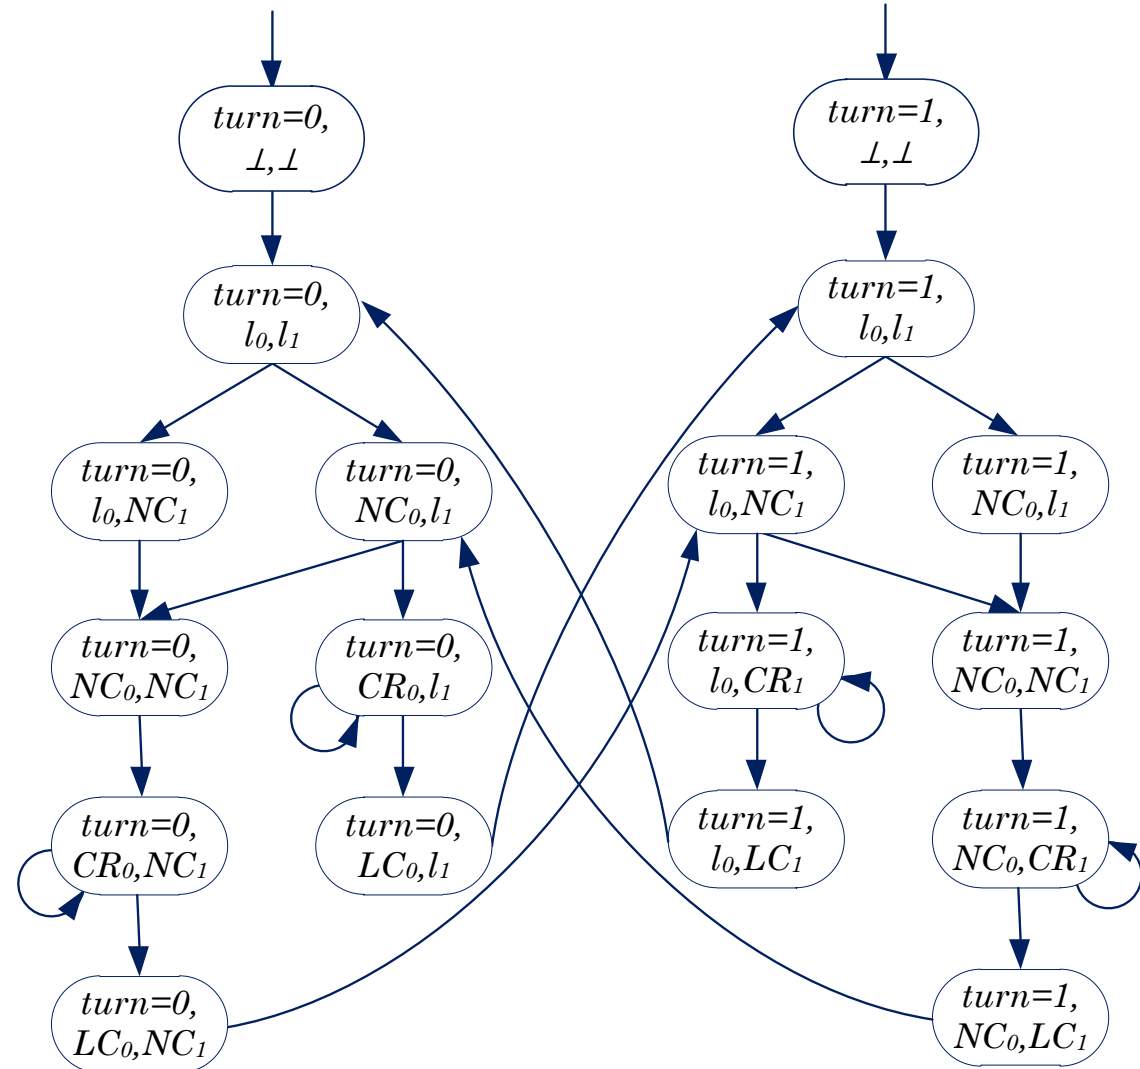 turn=0,
⊥,⊥
turn=1,
⊥,⊥
turn=0,
l₀,l₁
turn=1,
l₀,l₁
turn=0,
l₀,NC₁
turn=0,
NC₀,l₁
turn=1,
l₀,NC₁
turn=1,
NC₀,l₁
turn=0,
NC₀,NC₁
turn=0,
CR₀,l₁
turn=1,
l₀,CR₁
turn=1,
NC₀,NC₁
turn=0,
CR₀,NC₁
turn=0,
LC₀,l₁
turn=1,
l₀,LC₁
turn=1,
NC₀,CR₁
turn=0,
LC₀,NC₁
turn=1,
NC₀,LC₁